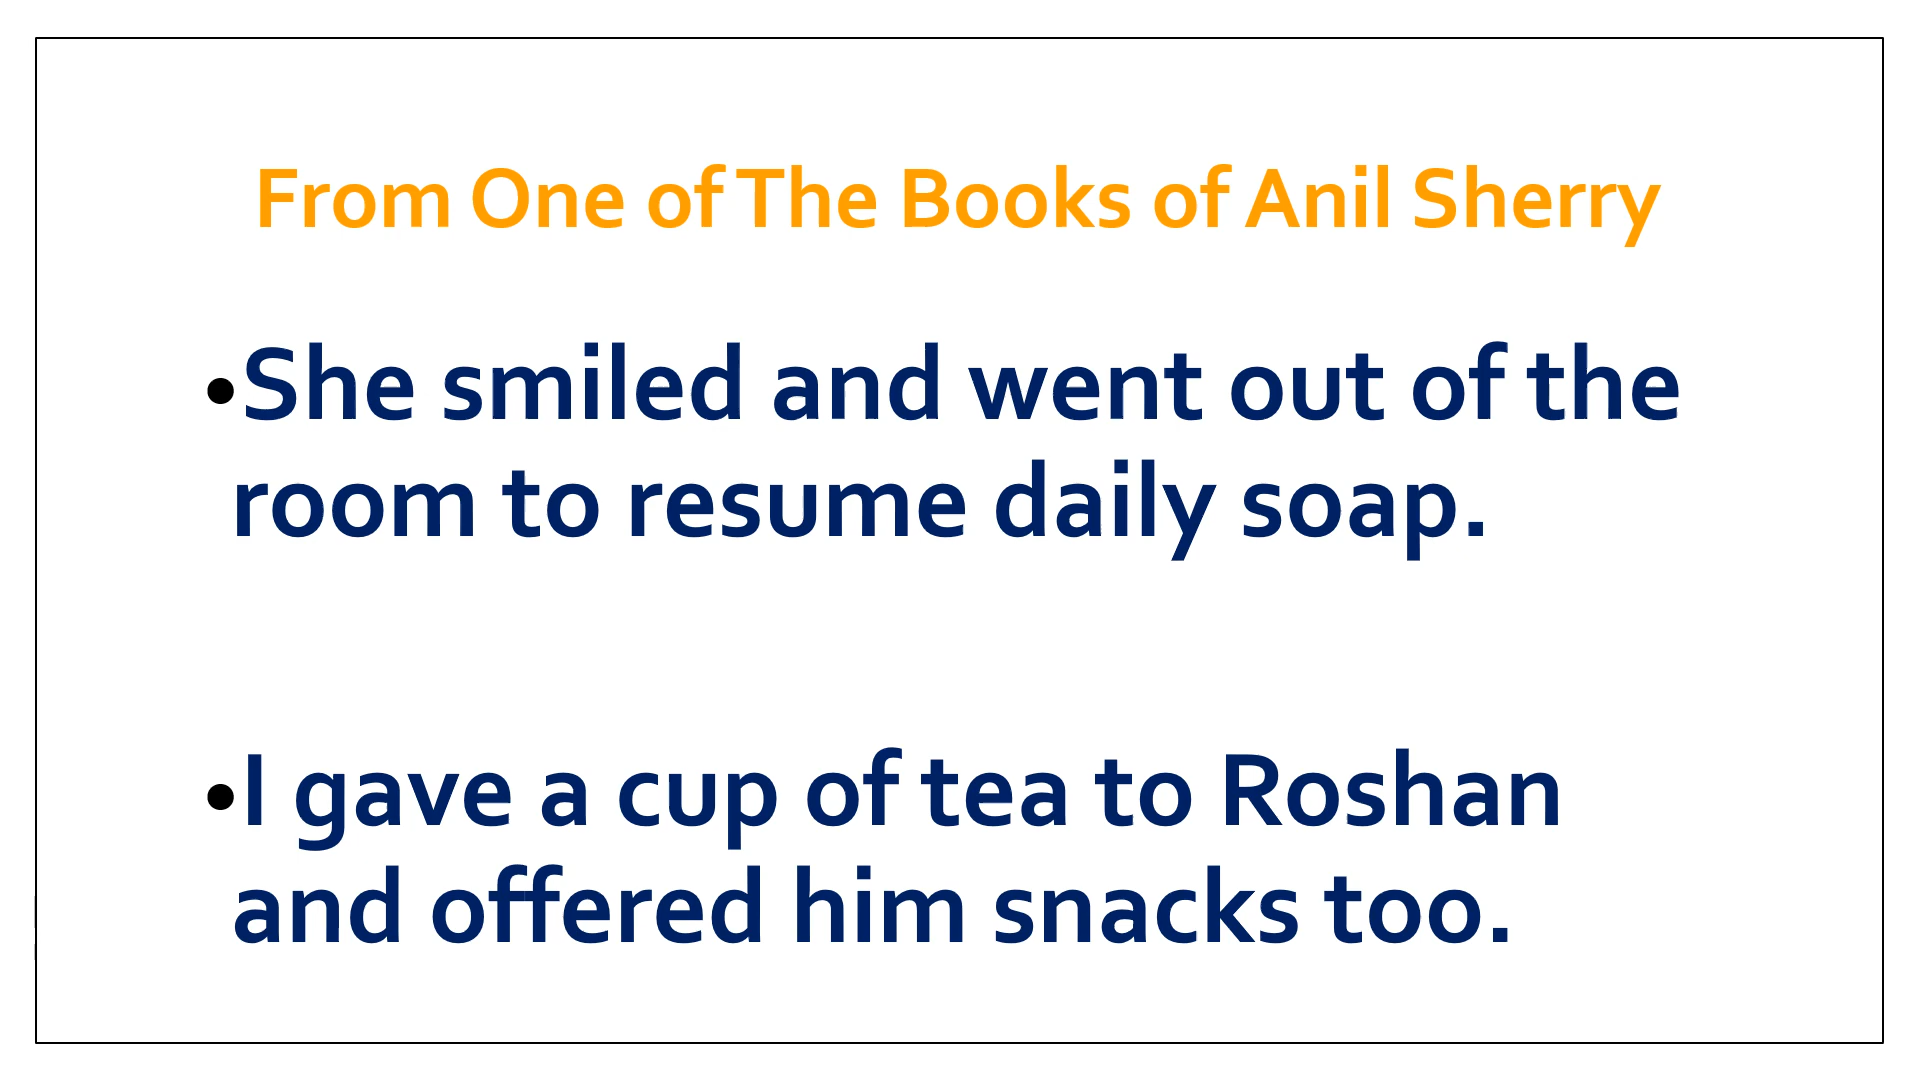 From One of The Books of Anil Sherry
•She smiled and went out of the
room to resume daily soap.
•I gave a cup of tea to Roshan
and offered him snacks too.